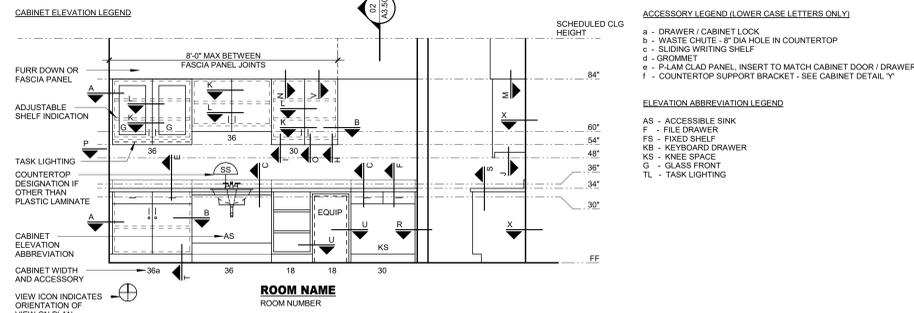 CABINET ELEVATION LEGEND
02
A3.50
SCHEDULED CLG
HEIGHT
8'-0" MAX BETWEEN
FASCIA PANEL JOINTS
FURR DOWN OR
FASCIA PANEL
84"
A
K
N
V
M
L
K
L
L
ADJUSTABLE
SHELF INDICATION
K
G
G
K
B
X
60"
P
36
36
30
54"
TASK LIGHTING
E
I
O
H
48"
COUNTERTOP
DESIGNATION IF
OTHER THAN
PLASTIC LAMINATE
SS
C
C
F
S
J
36"
34"
30"
A
B
EQUIP
U
R
X
CABINET
ELEVATION
ABBREVIATION
AS
U
KS
FF
CABINET WIDTH
AND ACCESSORY
36a
T
36
18
18
30
VIEW ICON INDICATES
ORIENTATION OF
VIEW ON PLAN
ROOM NAME
ROOM NUMBER
ACCESSORY LEGEND (LOWER CASE LETTERS ONLY)
a - DRAWER / CABINET LOCK
b - WASTE CHUTE - 8" DIA HOLE IN COUNTERTOP
c - SLIDING WRITING SHELF
d - GROMMET
e - P-LAM CLAD PANEL, INSERT TO MATCH CABINET DOOR / DRAWER
f - COUNTERTOP SUPPORT BRACKET - SEE CABINET DETAIL 'Y'
ELEVATION ABBREVIATION LEGEND
AS - ACCESSIBLE SINK
F - FILE DRAWER
FS - FIXED SHELF
KB - KEYBOARD DRAWER
KS - KNEE SPACE
G - GLASS FRONT
TL - TASK LIGHTING